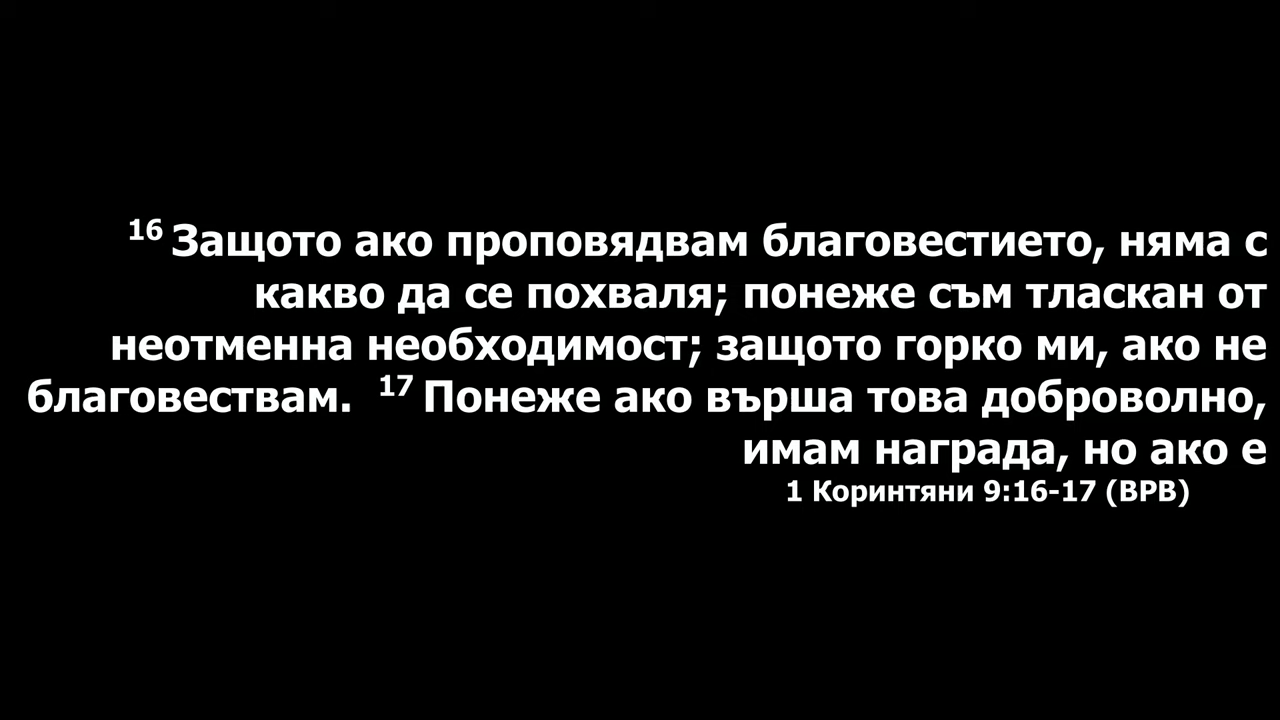 16 Защото ако проповядвам благовестието, няма с
какво да се похваля; понеже съм тласкан от
неотменна необходимост; защото горко ми, ако не
благовествам. 17 Понеже ако върша това доброволно,
имам награда, но ако е
1 Коринтяни 9:16-17 (ВРВ)